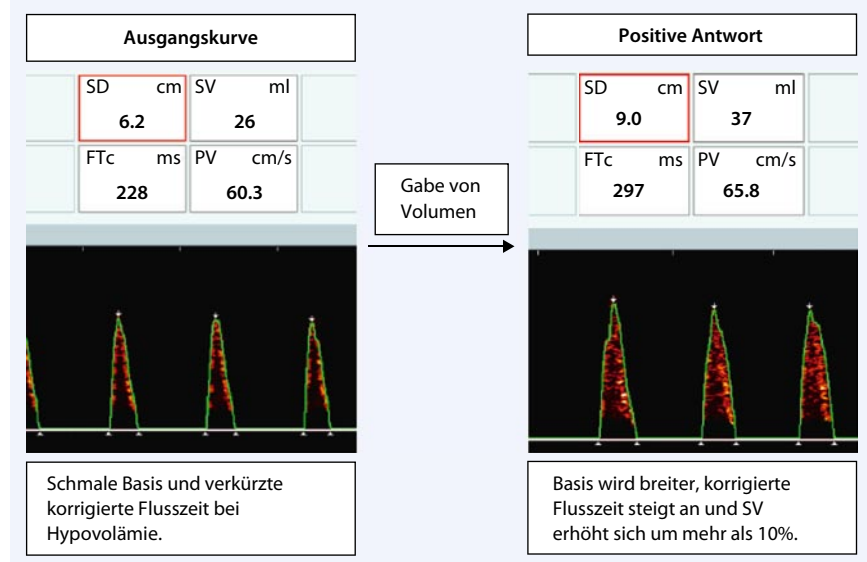 Ausgangskurve
SD cm SV ml
6.2 26
FTc ms PV cm/s
228 60.3
Schmale Basis und verkürzte
korrigierte Flusszeit bei
Hypovolämie.
Gabe von
Volumen
Positive Antwort
SD cm SV ml
9.0 37
FTc ms PV cm/s
297 65.8
Basis wird breiter, korrigierte
Flusszeit steigt an und SV
erhöht sich um mehr als 10%.